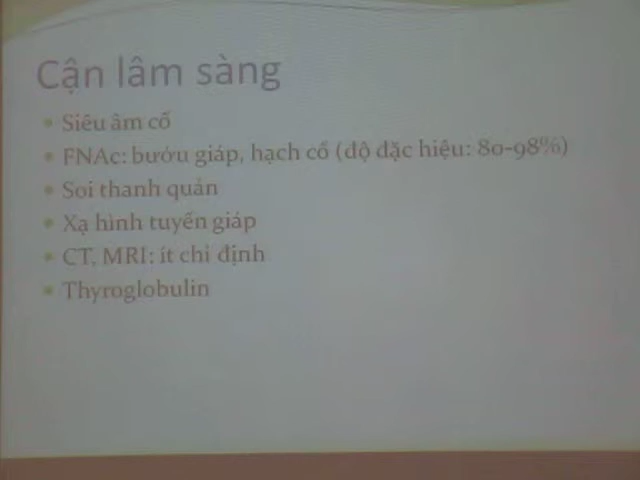 Cận lâm sàng
Siêu âm cổ
FNAc: bướu giáp, hạch cổ (độ đặc hiệu: 80-98%)
Soi thanh quản
Xạ hình tuyến giáp
CT, MRI: ít chỉ định
Thyroglobulin